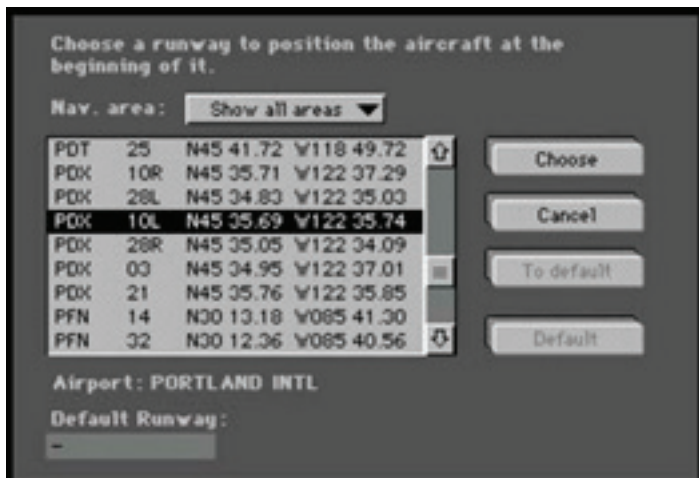 Choose a runway to position the aircraft at the
beginning of it.
Nav. area: Show all areas
PDT 25 N45 41.72 W118 49.72
PDX 10R N45 35.71 W122 37.29
PDX 28L N45 34.83 W122 35.03
PDX 10L N45 35.69 W122 35.74
PDX 28R N45 35.05 W122 34.09
PDX 03 N45 34.95 W122 37.01
PDX 21 N45 35.76 W122 35.85
PFN 14 N30 13.18 W085 41.30
PFN 32 N30 12.36 W085 40.56
Choose
Cancel
To default
Default
Airport: PORTLAND INTL
Default Runway:
-